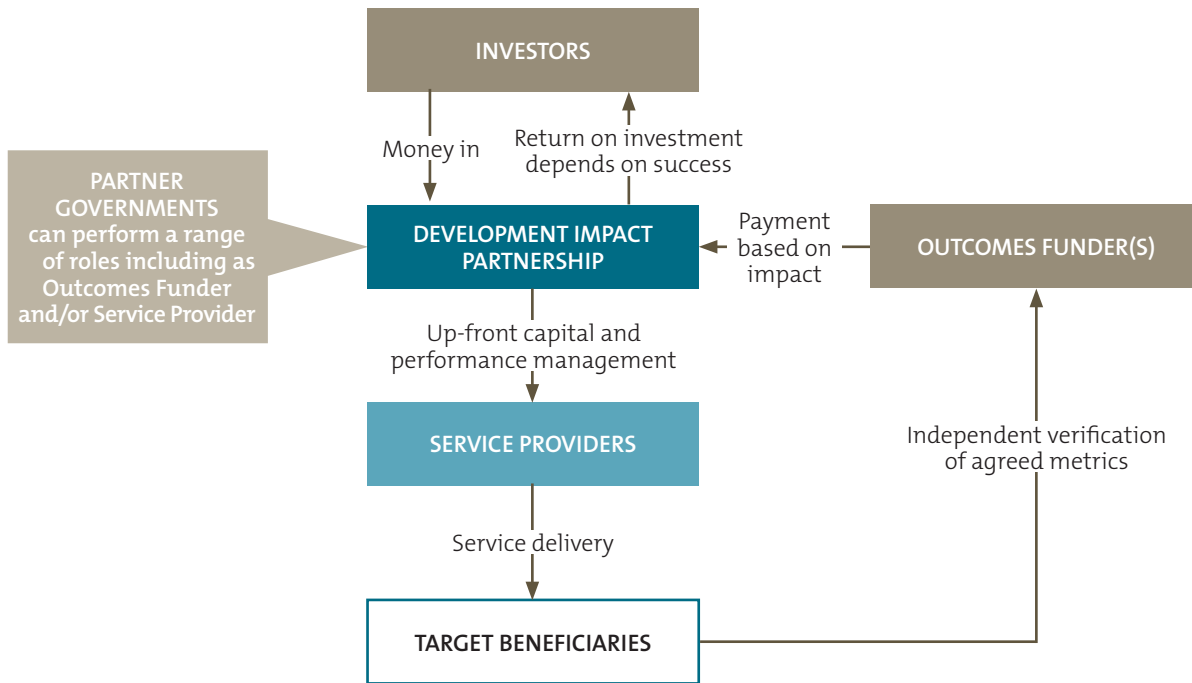 INVESTORS
Money in
Return on investment
depends on success
PARTNER
GOVERNMENTS
can perform a range
of roles including as
Outcomes Funder
and/or Service Provider
DEVELOPMENT IMPACT
PARTNERSHIP
Payment
based on
impact
OUTCOMES FUNDER(S)
Up-front capital and
performance management
SERVICE PROVIDERS
Independent verification
of agreed metrics
Service delivery
TARGET BENEFICIARIES